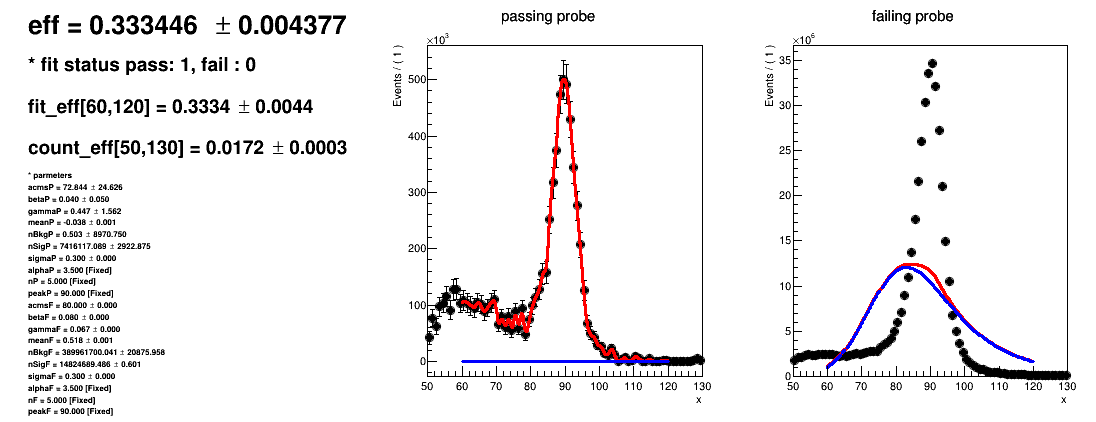 eff = 0.333446 ± 0.004377
* fit status pass: 1, fail : 0
fit_eff[60,120] = 0.3334 ± 0.0044
count_eff[50,130] = 0.0172 ± 0.0003
* parmeters
acmsP = 72.844 ± 24.626
betaP = 0.040 ± 0.050
gammaP = 0.447 ± 1.562
meanP = -0.038 ± 0.001
nBkgP = 0.503 ± 8970.750
nSigP = 7416117.089 ± 2922.875
sigmaP = 0.300 ± 0.000
alphaP = 3.500 [Fixed]
nP = 5.000 [Fixed]
peakP = 90.000 [Fixed]
acmsF = 80.000 ± 0.000
betaF = 0.080 ± 0.000
gammaF = 0.067 ± 0.000
meanF = 0.518 ± 0.001
nBkgF = 389961700.041 ± 20875.958
nSigF = 14824689.486 ± 0.601
sigmaF = 0.300 ± 0.000
alphaF = 3.500 [Fixed]
nF = 5.000 [Fixed]
peakF = 90.000 [Fixed]
passing probe
×10³
Events / ( 1 )
500
400
300
200
100
0
50 60 70 80 90 100 110 120 130
x
failing probe
×10⁶
Events / ( 1 )
35
30
25
20
15
10
5
0
50 60 70 80 90 100 110 120 130
x